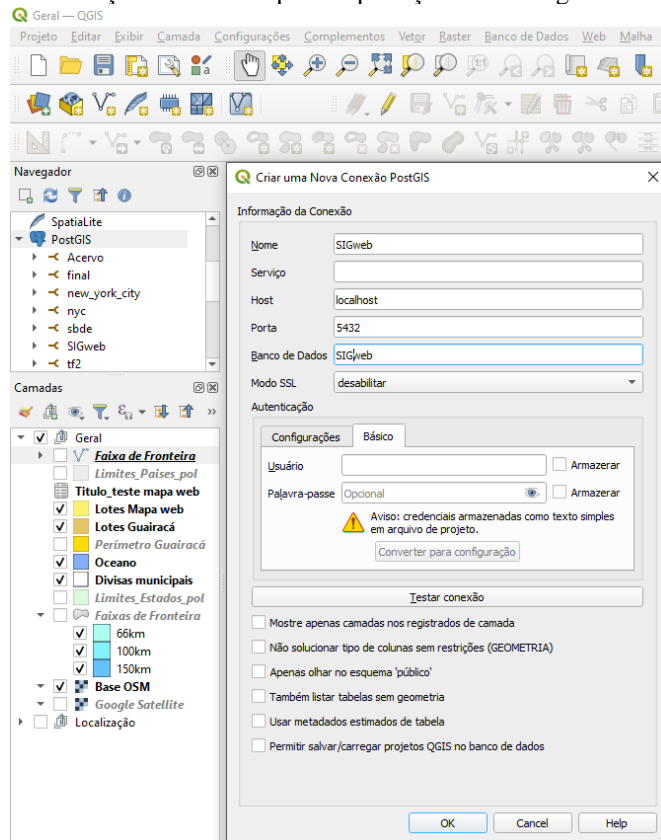 Geral — QGIS
Projeto Editar Exibir Camada Configurações Complementos Vetor Raster Banco de Dados Web Malha
Navegador
SpatiaLite
PostGIS
Acervo
final
new_york_city
nyc
sbde
SIGweb
tf2
Camadas
Geral
Faixa de Fronteira
Limites_Paises_pol
Titulo_teste mapa web
Lotes Mapa web
Lotes Guairacá
Perímetro Guairacá
Oceano
Divisas municipais
Limites_Estados_pol
Faixas de Fronteira
66km
100km
150km
Base OSM
Google Satellite
Localização
Criar uma Nova Conexão PostGIS
Informação da Conexão
Nome SIGweb
Serviço
Host localhost
Porta 5432
Banco de Dados SIGweb
Modo SSL desabilitar
Autenticação
Configurações Básico
Usuário Armazerar
Palavra-passe Opcional Armazerar
Aviso: credenciais armazenadas como texto simples
em arquivo de projeto.
Converter para configuração
Testar conexão
Mostre apenas camadas nos registrados de camada
Não solucionar tipo de colunas sem restrições (GEOMETRIA)
Apenas olhar no esquema 'público'
Também listar tabelas sem geometria
Usar metadados estimados de tabela
Permitir salvar/carregar projetos QGIS no banco de dados
OK Cancel Help